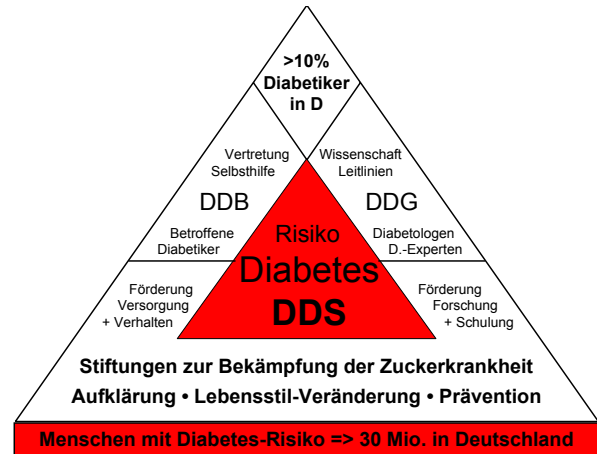 >10%
Diabetiker
in D
Vertretung
Selbsthilfe
DDB
Betroffene
Diabetiker
Wissenschaft
Leitlinien
DDG
Diabetologen
D.-Experten
Risiko
Diabetes
DDS
Förderung
Versorgung
+ Verhalten
Förderung
Forschung
+ Schulung
Stiftungen zur Bekämpfung der Zuckerkrankheit
Aufklärung • Lebensstil-Veränderung • Prävention
Menschen mit Diabetes-Risiko => 30 Mio. in Deutschland